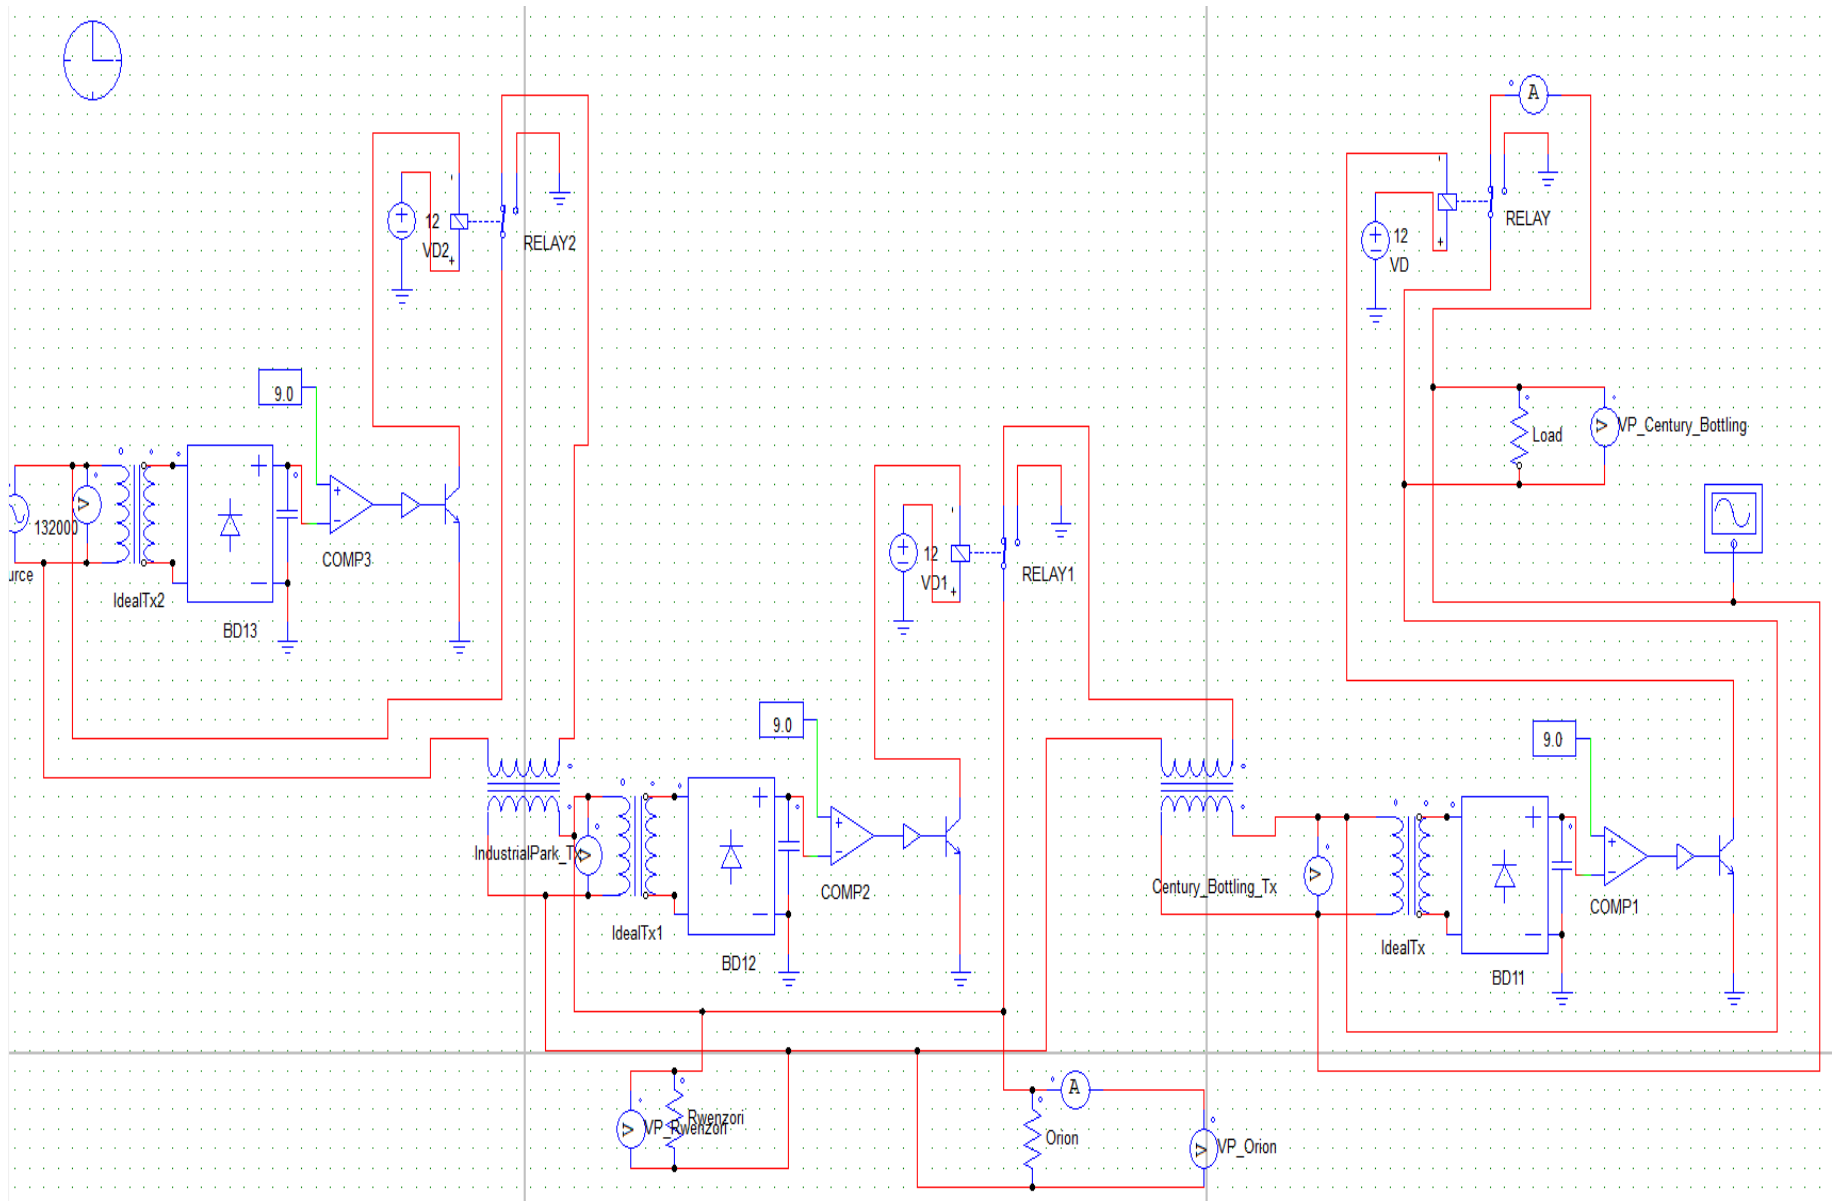 A
12
VD2
RELAY2
RELAY
12
VD
9.0
Load
VP_Century_Bottling
132000
COMP3
urce
IdealTx2
BD13
12
VD1
RELAY1
9.0
9.0
IndustrialPark_Tx
COMP2
Century_Bottling_Tx
COMP1
IdealTx1
IdealTx
BD12
BD11
A
Rwenzori
VP_Rwenzori
Orion
VP_Orion